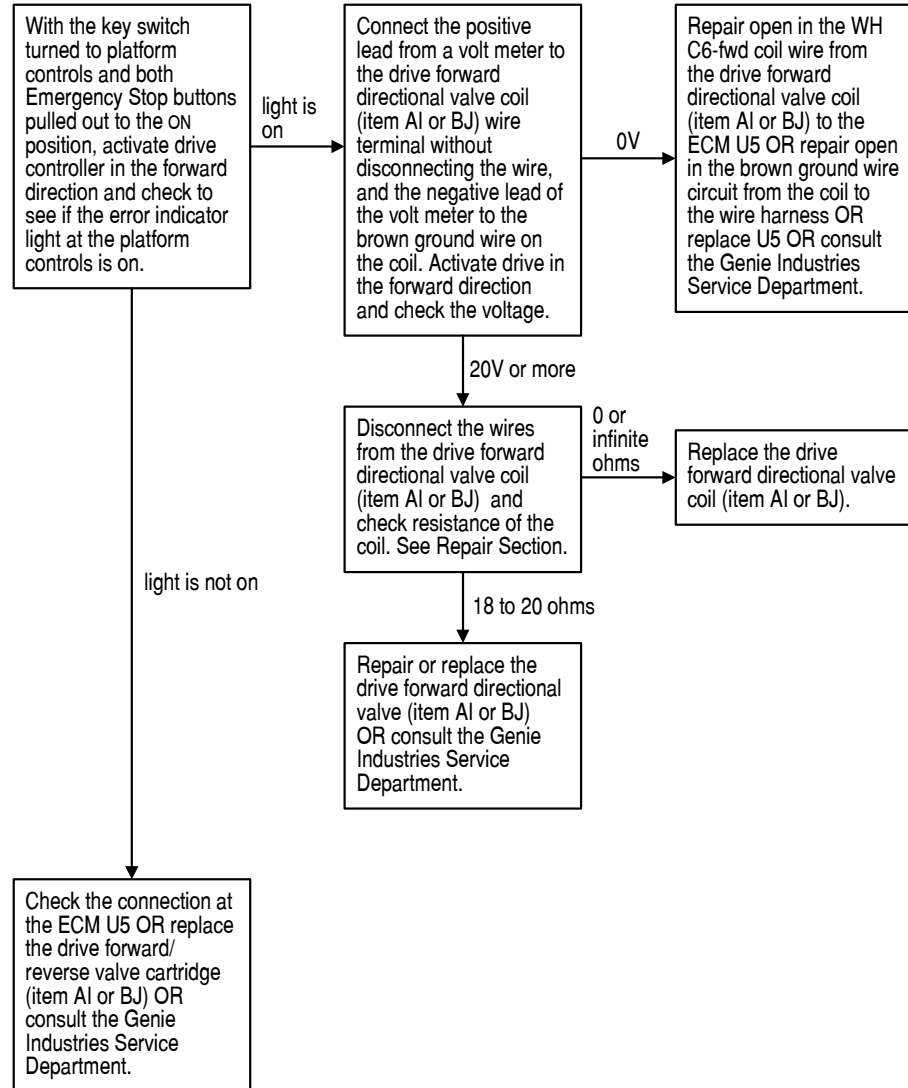 With the key switch
turned to platform
controls and both
Emergency Stop buttons
pulled out to the ON
position, activate drive
controller in the forward
direction and check to
see if the error indicator
light at the platform
controls is on.
light is
on
Connect the positive
lead from a volt meter to
the drive forward
directional valve coil
(item AI or BJ) wire
terminal without
disconnecting the wire,
and the negative lead of
the volt meter to the
brown ground wire on
the coil. Activate drive in
the forward direction
and check the voltage.
0V
Repair open in the WH
C6-fwd coil wire from
the drive forward
directional valve coil
(item AI or BJ) to the
ECM U5 OR repair open
in the brown ground wire
circuit from the coil to
the wire harness OR
replace U5 OR consult
the Genie Industries
Service Department.
20V or more
Disconnect the wires
from the drive forward
directional valve coil
(item AI or BJ) and
check resistance of the
coil. See Repair Section.
0 or
infinite
ohms
Replace the drive
forward directional valve
coil (item AI or BJ).
18 to 20 ohms
Repair or replace the
drive forward directional
valve (item AI or BJ)
OR consult the Genie
Industries Service
Department.
light is not on
Check the connection at
the ECM U5 OR replace
the drive forward/
reverse valve cartridge
(item AI or BJ) OR
consult the Genie
Industries Service
Department.